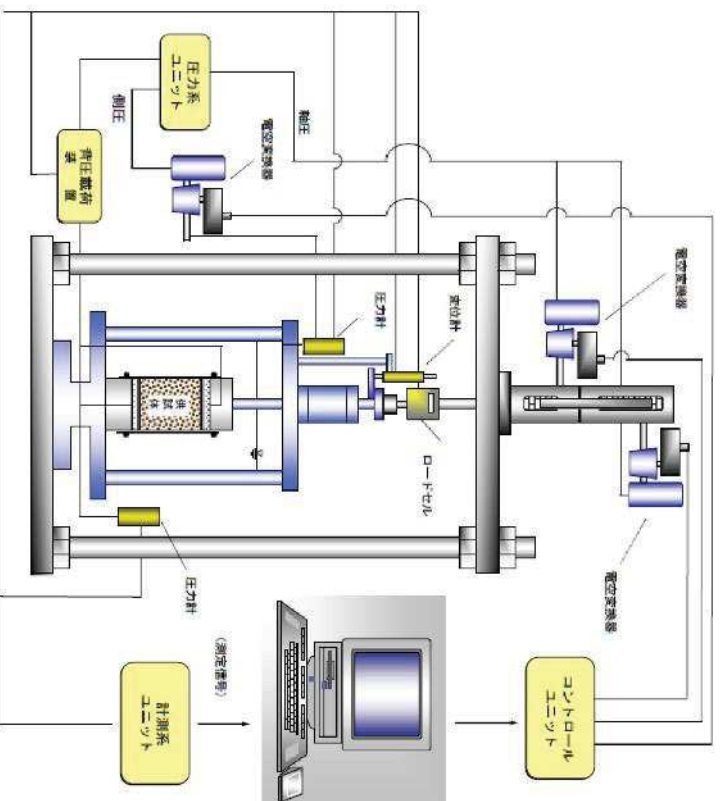 圧力系
ユニット
側圧
軸圧
電空変換器
背圧載荷
装 置
圧力計
変位計
電空変換器
供試体
ロードセル
圧力計
電空変換器
(測定信号)
計測系
ユニット
コントロール
ユニット